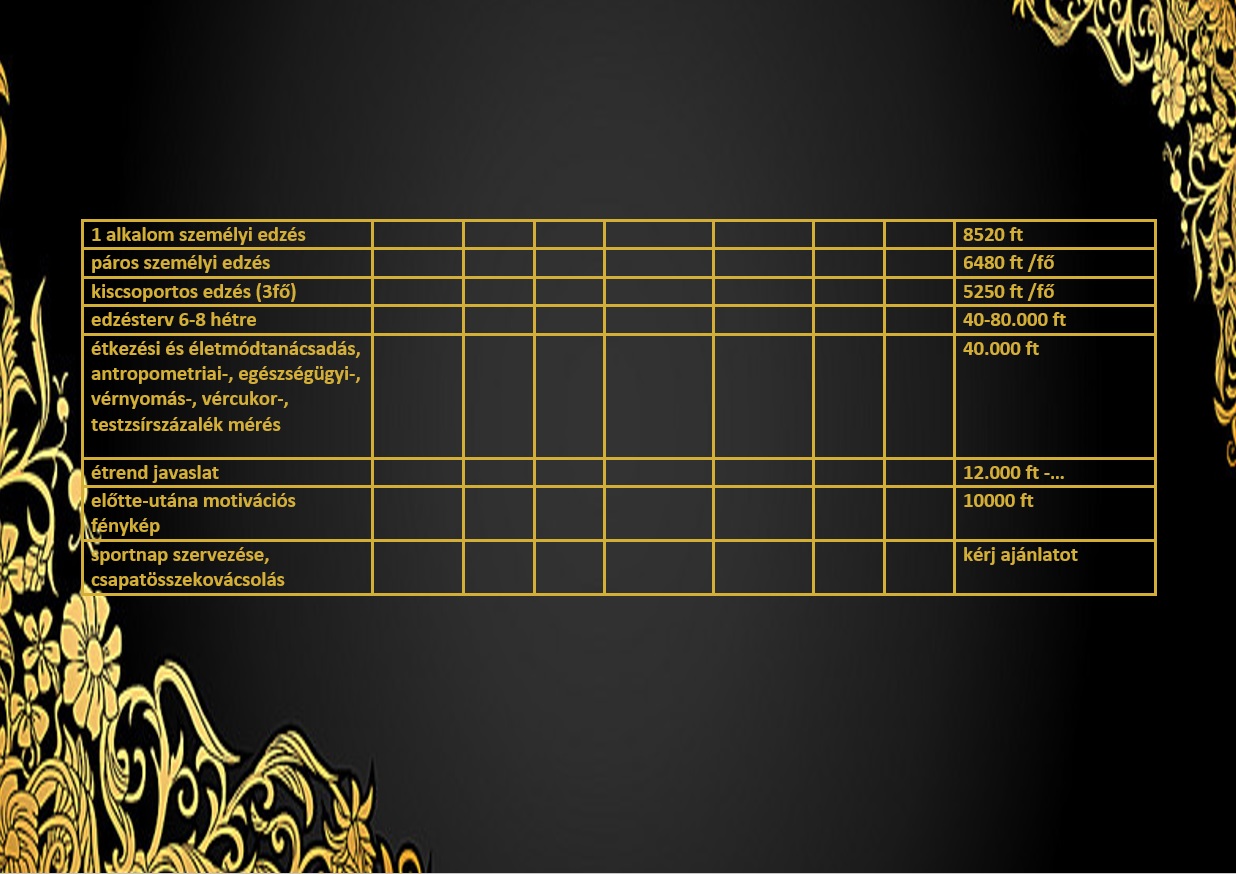 1 alkalom személyi edzés 8520 ft
páros személyi edzés 6480 ft /fő
kiscsoportos edzés (3fő) 5250 ft /fő
edzésterv 6-8 hétre 40-80.000 ft
étkezési és életmódtanácsadás, 40.000 ft
antropometriai-, egészségügyi-,
vérnyomás-, vércukor-,
testzsírszázalék mérés
étrend javaslat 12.000 ft -...
előtte-utána motivációs 10000 ft
fénykép
sportnap szervezése, kérj ajánlatot
csapatösszekovácsolás